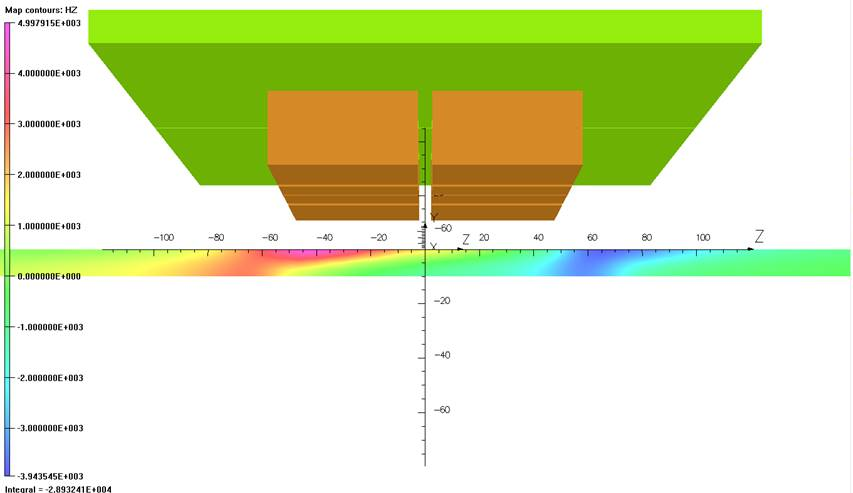 Map contours: HZ
4.997915E+003
4.000000E+003
3.000000E+003
2.000000E+003
1.000000E+003
0.000000E+000
-1.000000E+003
-2.000000E+003
-3.000000E+003
-3.943545E+003
Integral = -2.893241E+004
Y
-60
-100 -80 -60 -40 -20 Y Z 20 40 60 80 100 Z
-20
-40
-60